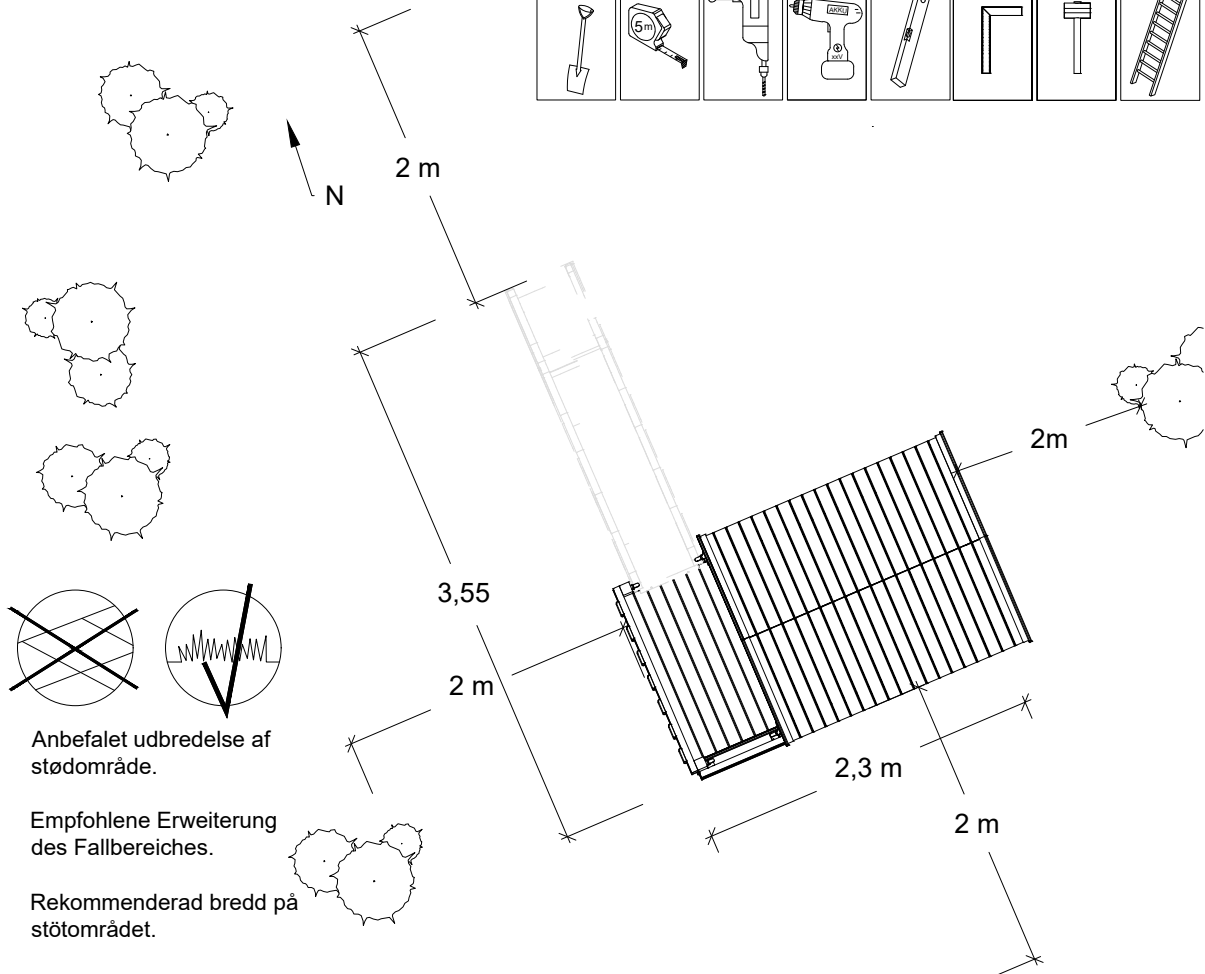 5m
AKKU
xxV
2 m
N
2m
3,55
2 m
2,3 m
2 m
Anbefalet udbredelse af
stødområde.
Empfohlene Erweiterung
des Fallbereiches.
Rekommenderad bredd på
stötområdet.